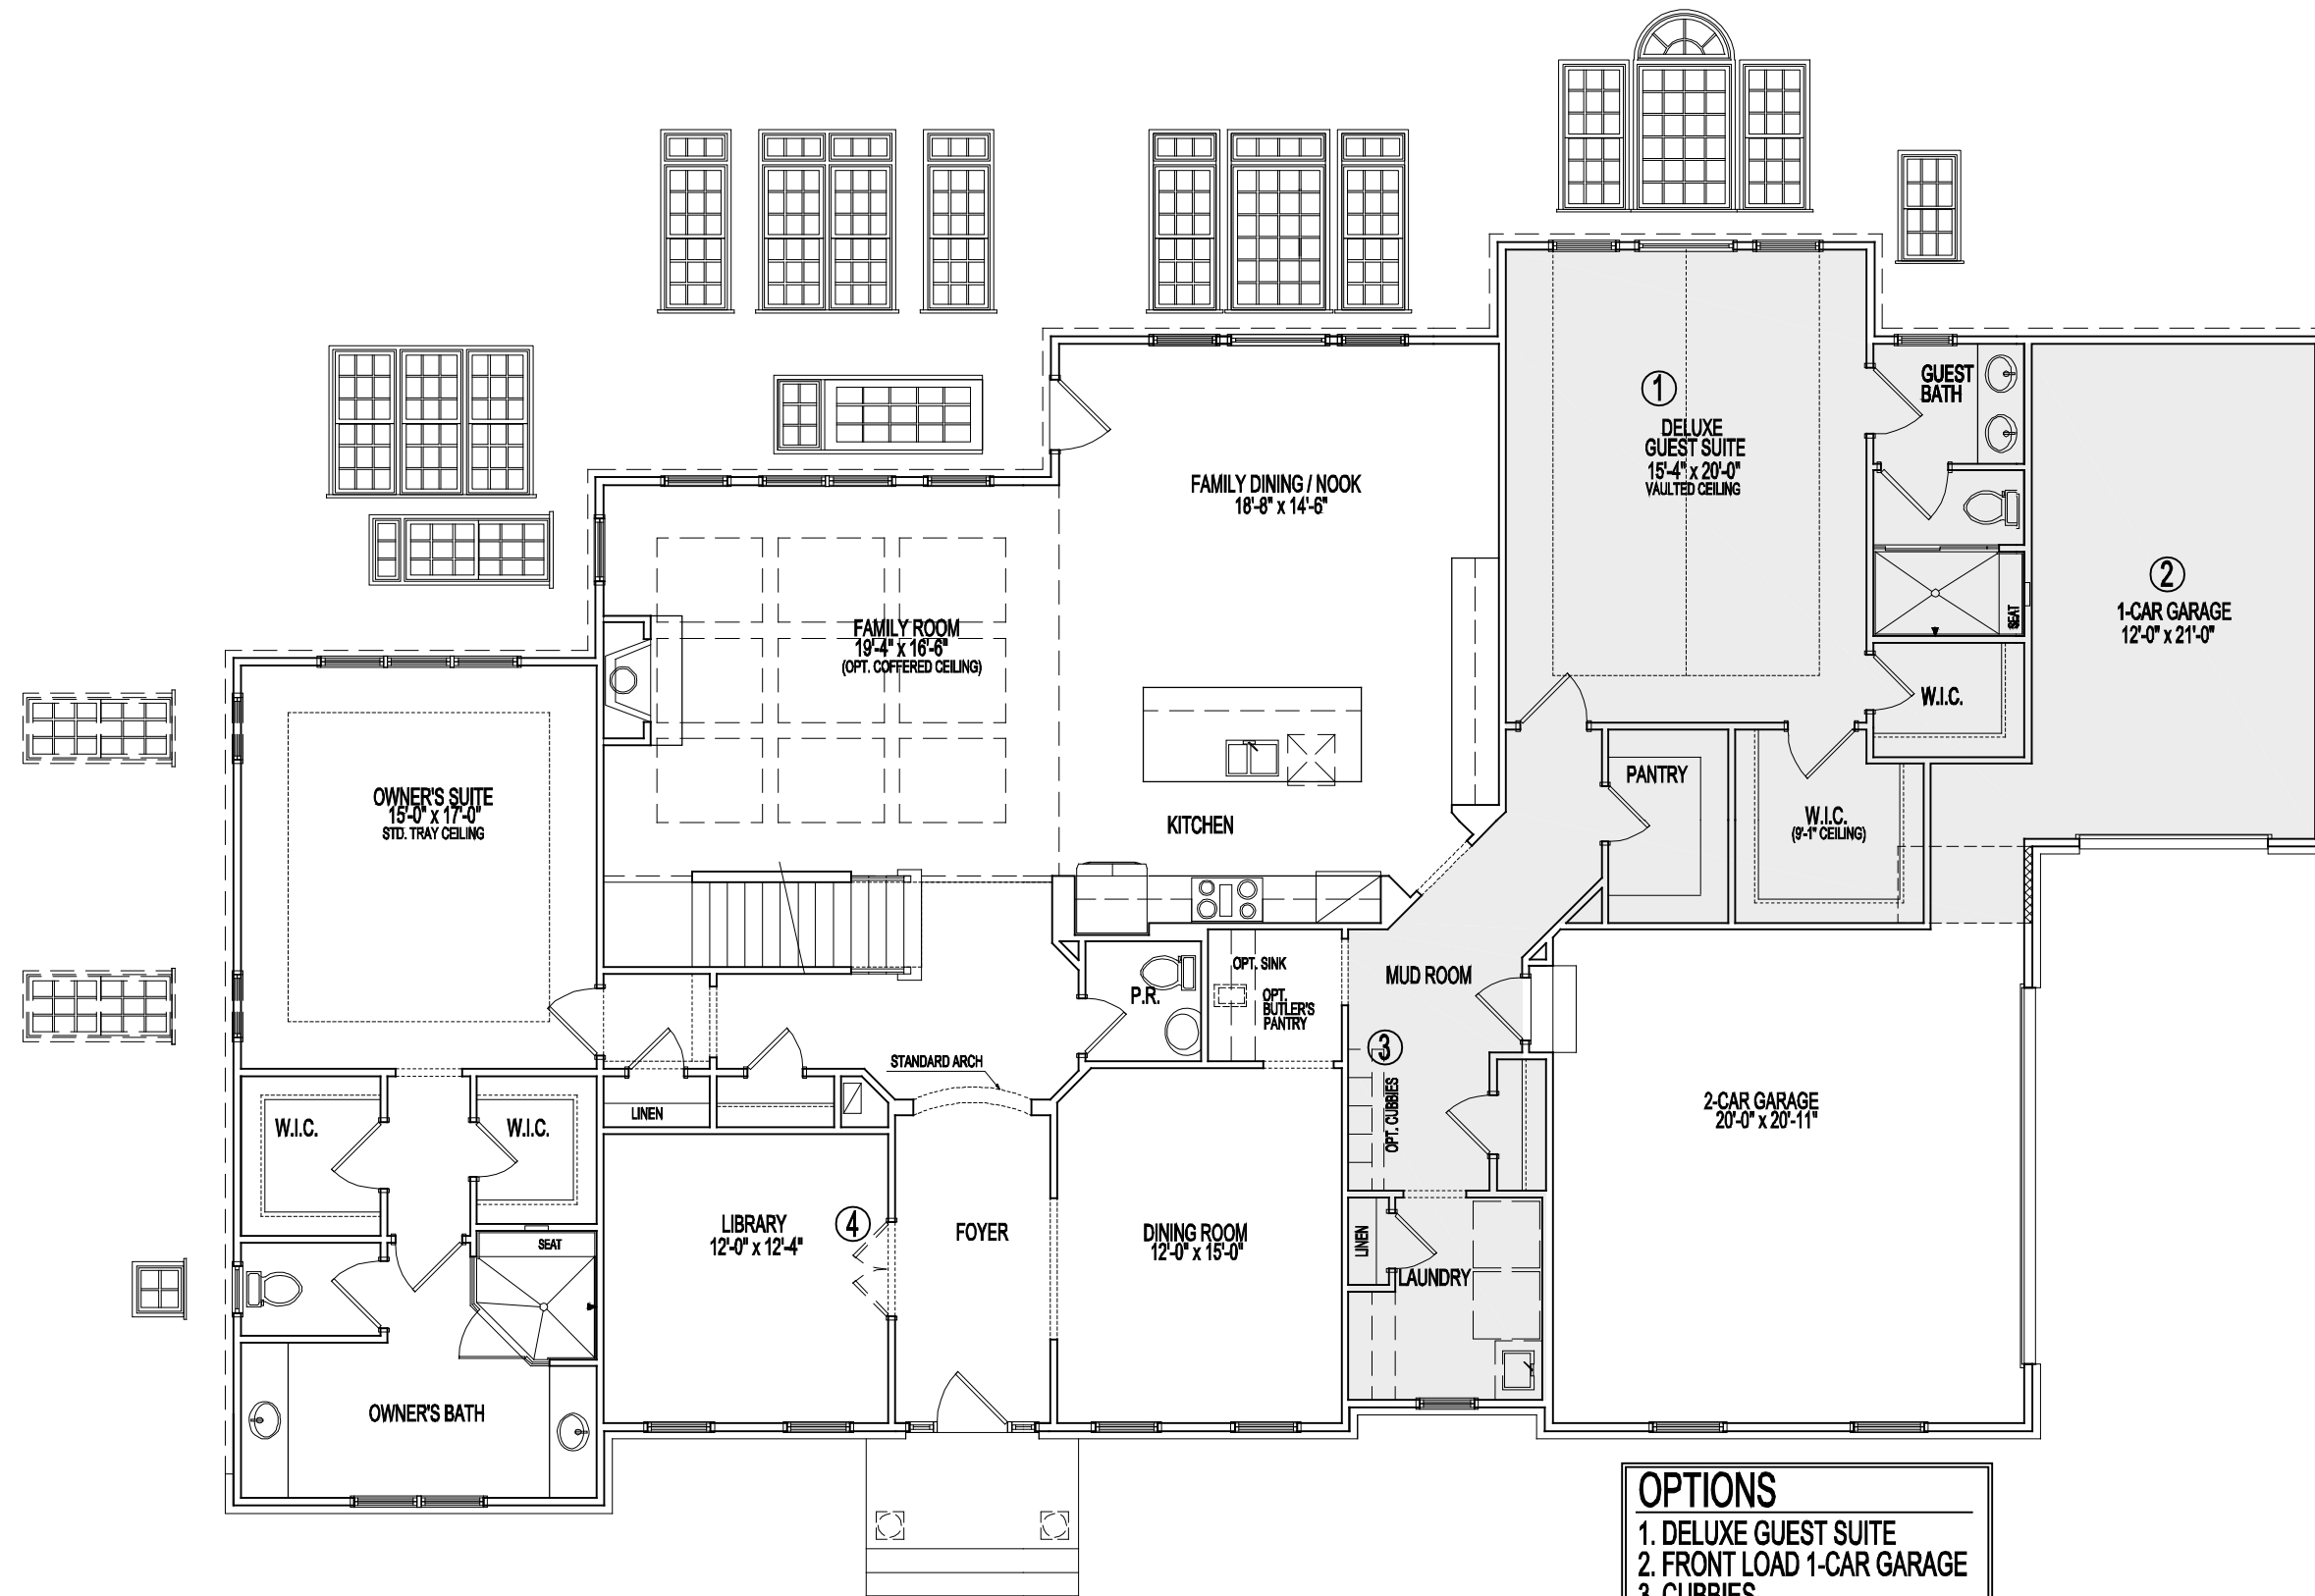 1
DELUXE
GUEST SUITE
15'-4" x 20'-0"
VAULTED CEILING
GUEST
BATH
SEAT
W.I.C.
2
1-CAR GARAGE
12'-0" x 21'-0"
FAMILY DINING / NOOK
18'-8" x 14'-6"
FAMILY ROOM
19'-4" x 16'-6"
(OPT. COFFERED CEILING)
OWNER'S SUITE
15'-0" x 17'-0"
STD. TRAY CEILING
KITCHEN
PANTRY
W.I.C.
(9'-1" CEILING)
MUD ROOM
OPT. SINK
OPT.
BUTLER'S
PANTRY
P.R.
3
OPT. CUBBIES
STANDARD ARCH
LINEN
W.I.C.
W.I.C.
2-CAR GARAGE
20'-0" x 20'-11"
LIBRARY
12'-0" x 12'-4"
4
FOYER
DINING ROOM
12'-0" x 15'-0"
LINEN
LAUNDRY
SEAT
OWNER'S BATH
OPTIONS
1. DELUXE GUEST SUITE
2. FRONT LOAD 1-CAR GARAGE
3. CUBBIES